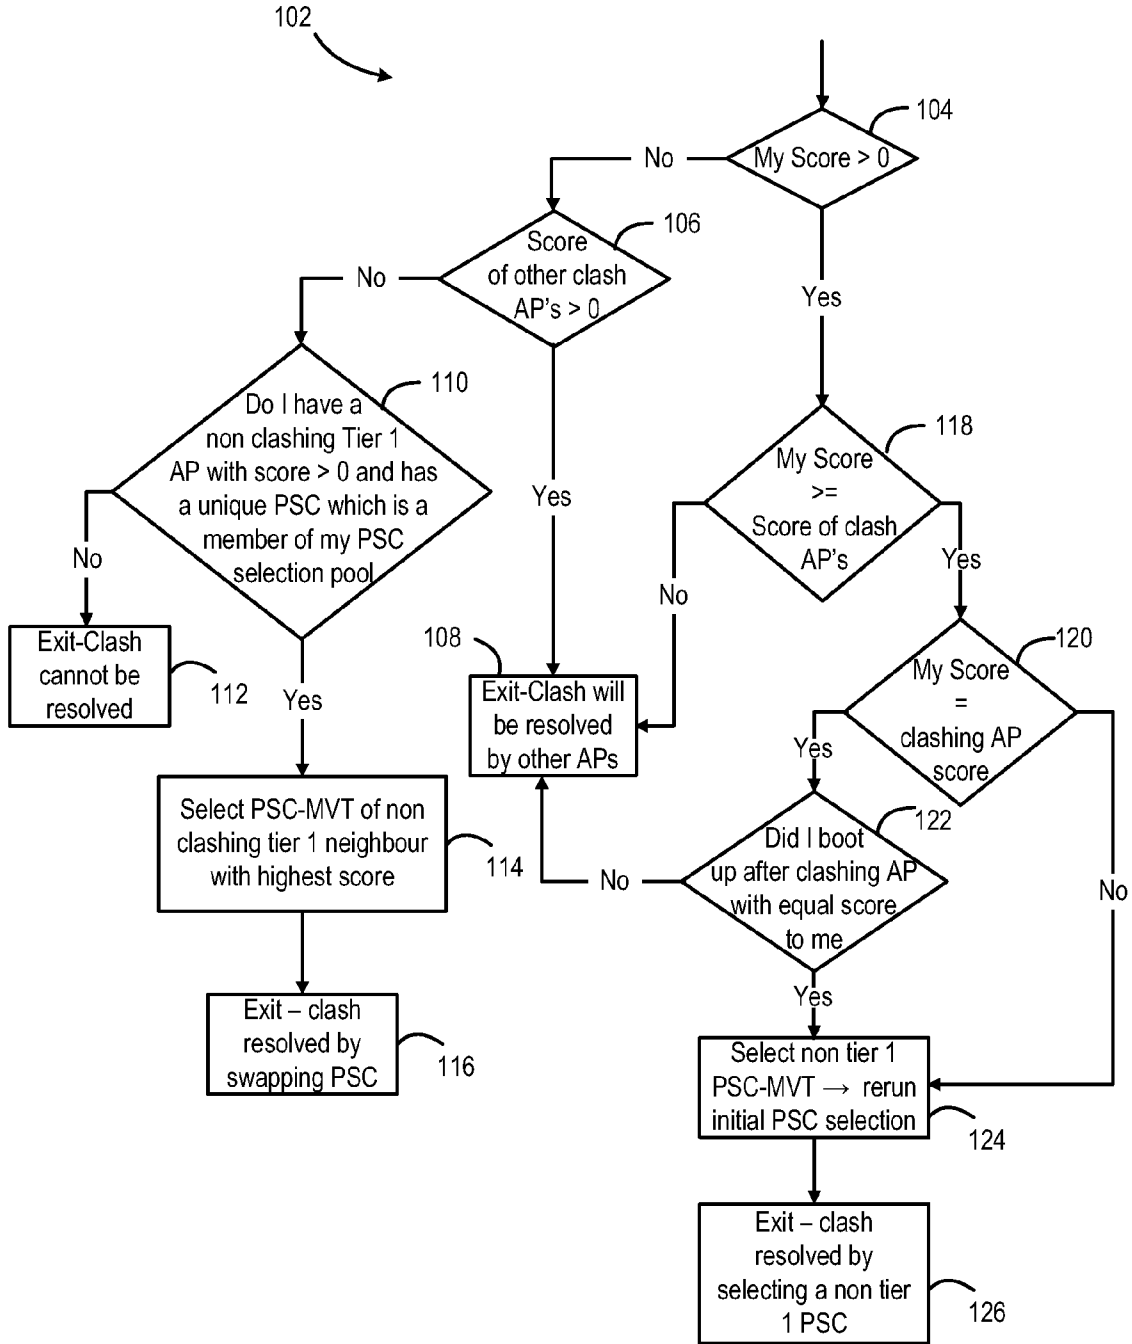 102
104
My Score > 0
No
106
Score
of other clash
AP's > 0
No
Yes
110
Do I have a
non clashing Tier 1
AP with score > 0 and has
a unique PSC which is a
member of my PSC
selection pool
118
My Score
>=
Score of clash
AP's
Yes
No
Yes
No
Exit-Clash
cannot be
resolved
112
Yes
108
Exit-Clash will
be resolved
by other APs
120
My Score
=
clashing AP
score
Yes
No
Select PSC-MVT of non
clashing tier 1 neighbour
with highest score
114
122
Did I boot
up after clashing AP
with equal score
to me
No
Yes
Exit – clash
resolved by
swapping PSC
116
Select non tier 1
PSC-MVT → rerun
initial PSC selection
124
Exit – clash
resolved by
selecting a non tier
1 PSC
126